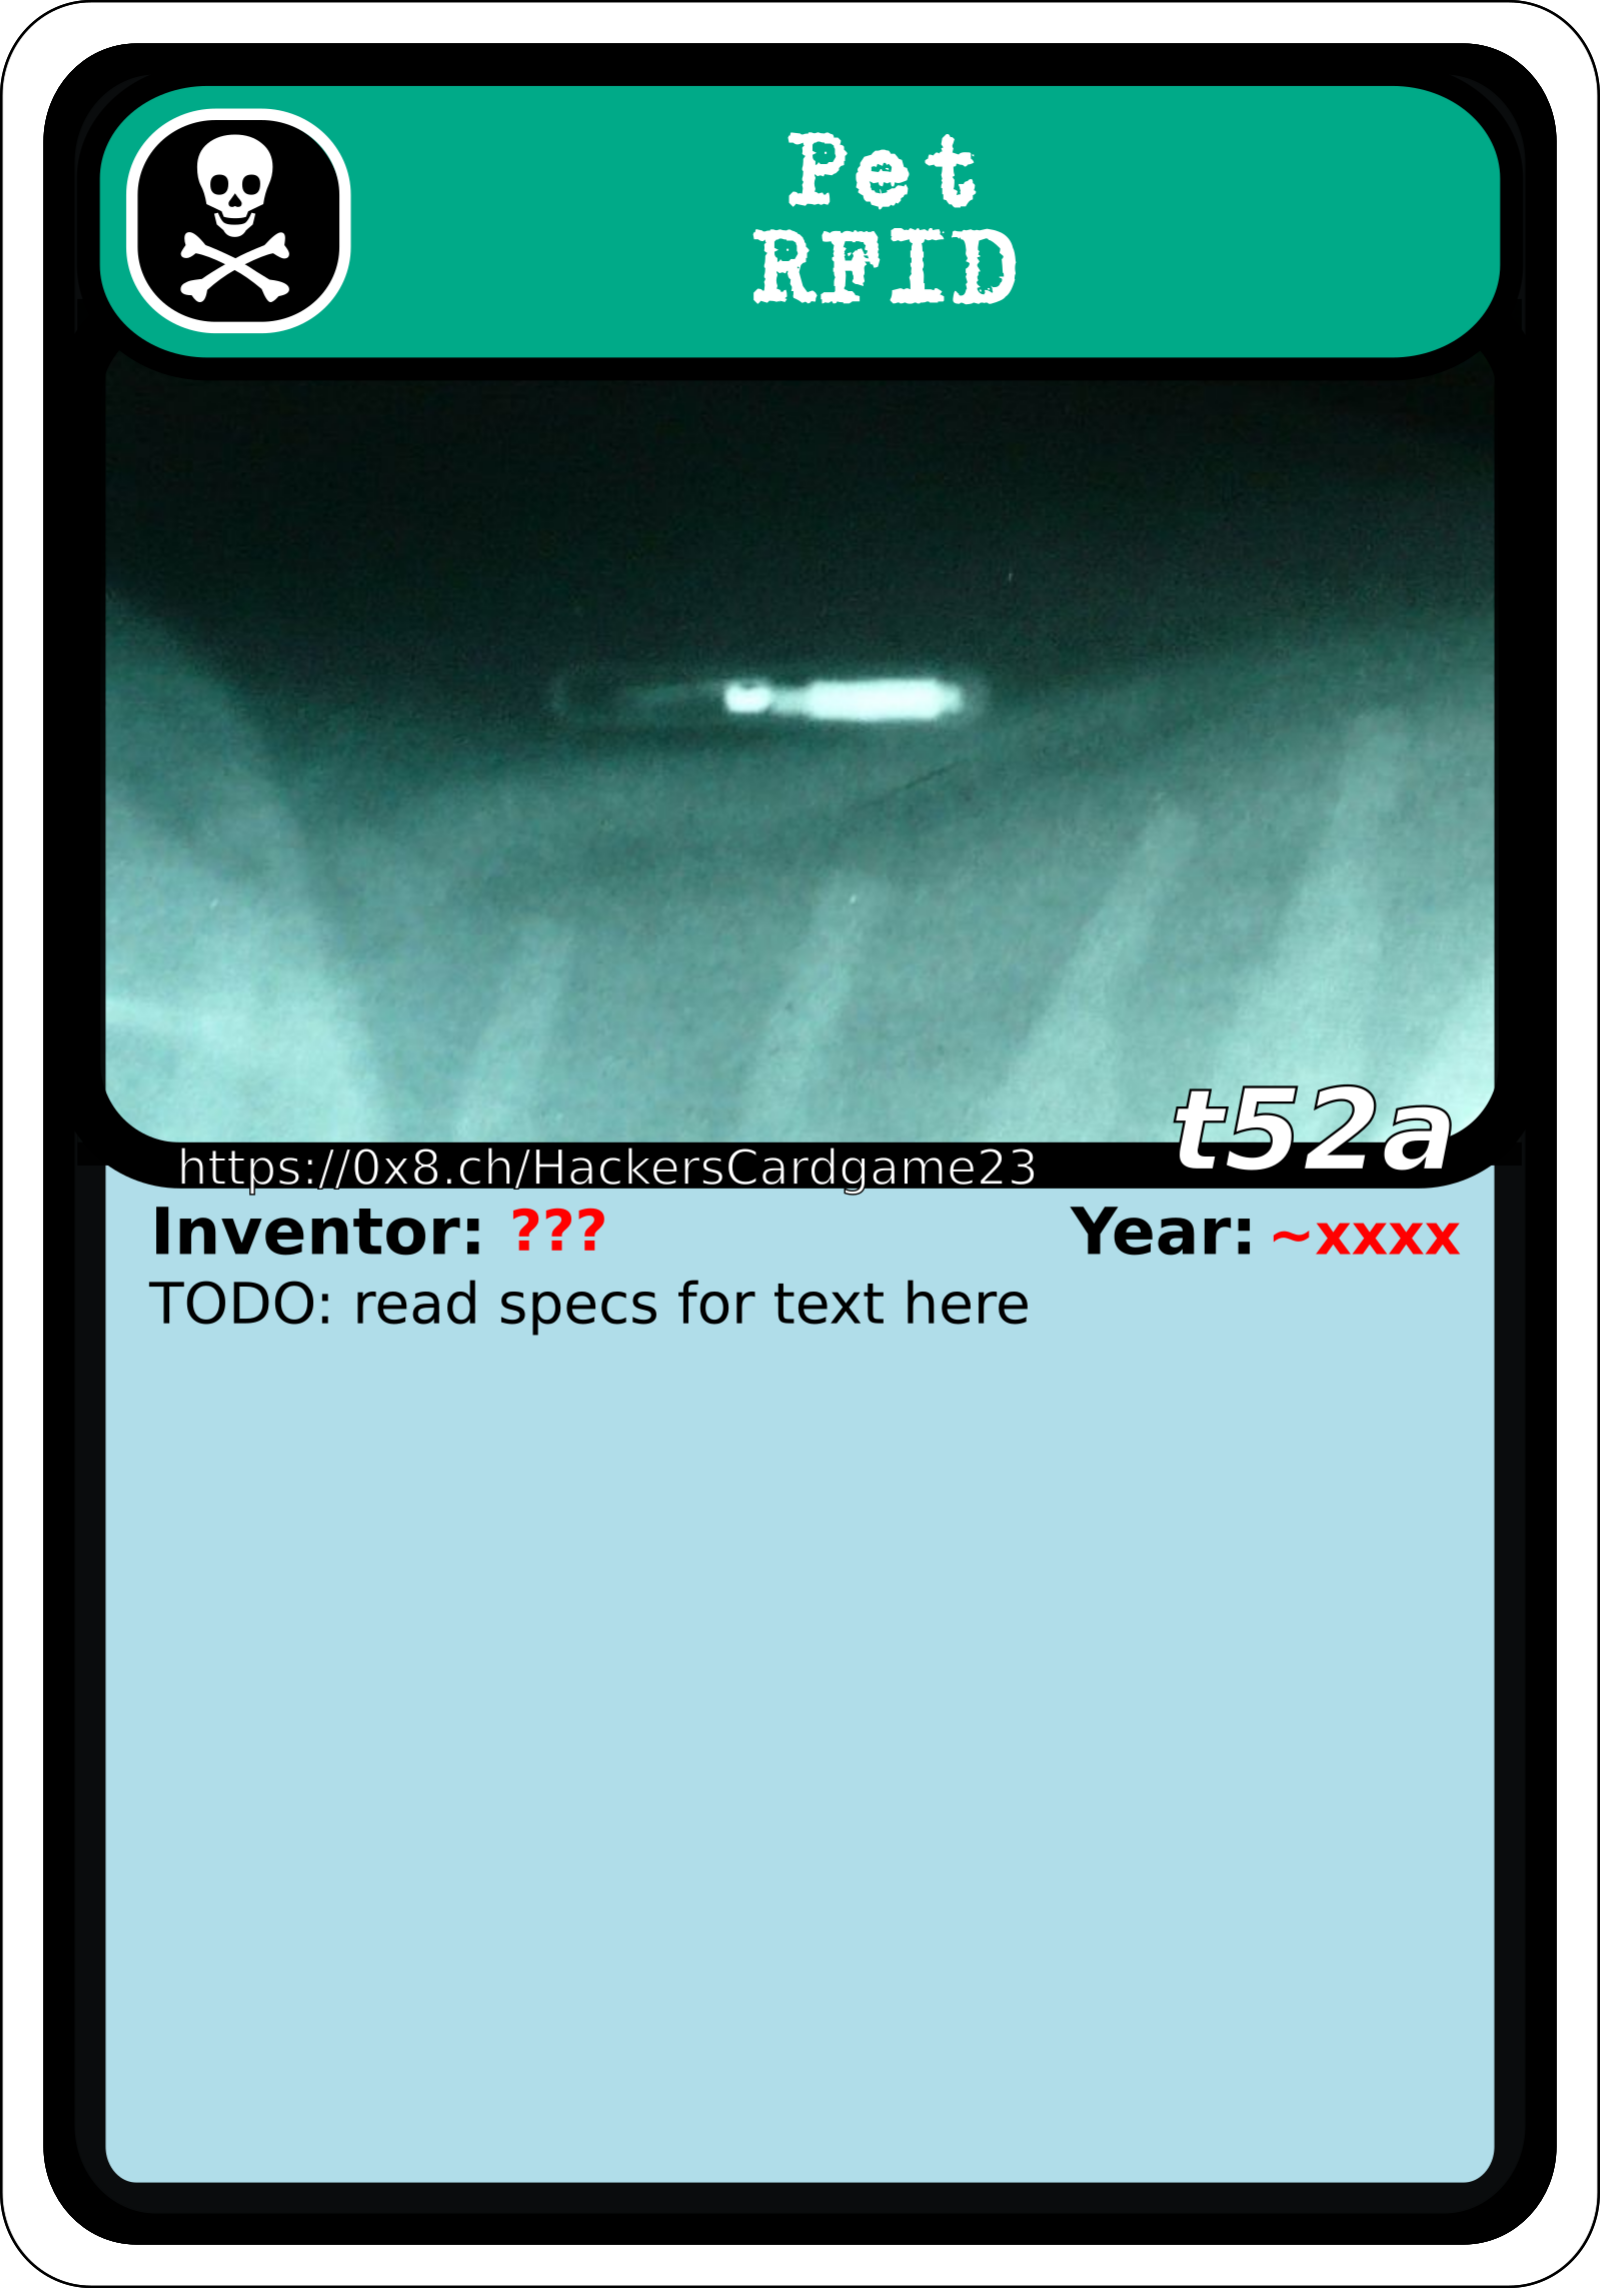 Pet
RFID
t52a
https://0x8.ch/HackersCardgame23
Inventor: ??? Year: ~xxxx
TODO: read specs for text here